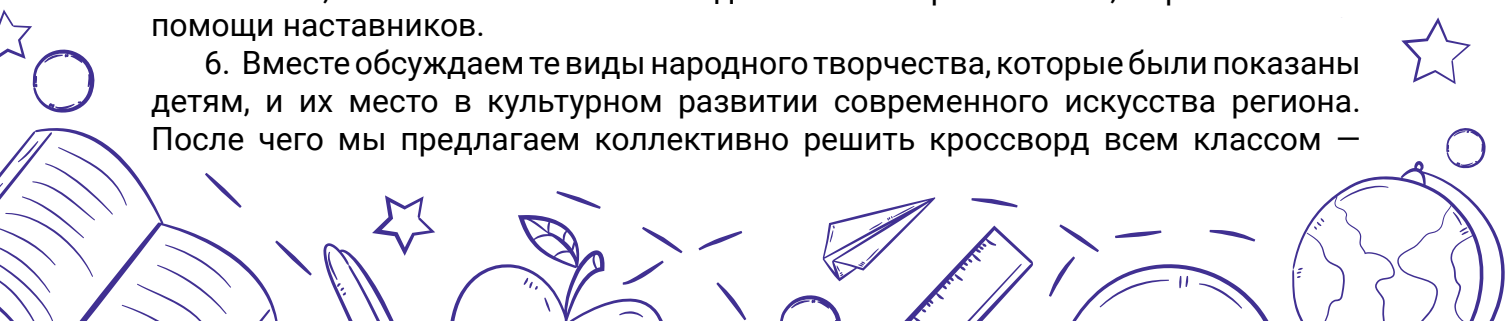 помощи наставников.
6. Вместе обсуждаем те виды народного творчества, которые были показаны
детям, и их место в культурном развитии современного искусства региона.
После чего мы предлагаем коллективно решить кроссворд всем классом —